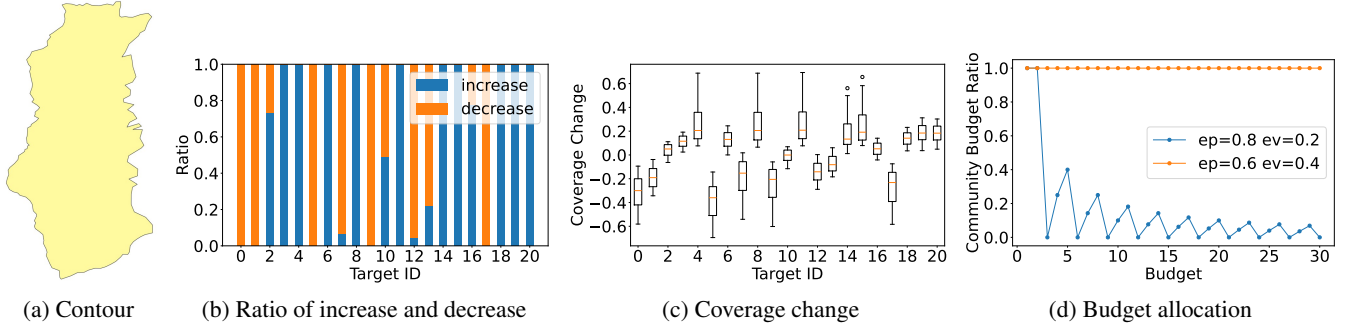 increase
decrease
Ratio
1.0
0.8
0.6
0.4
0.2
0.0
0 2 4 6 8 10 12 14 16 18 20
Target ID
Coverage Change
0.6
0.4
0.2
0.0
−0.2
−0.4
−0.6
0 2 4 6 8 10 12 14 16 18 20
Target ID
Community Budget Ratio
1.0
0.8
0.6
0.4
0.2
0.0
ep=0.8 ev=0.2
ep=0.6 ev=0.4
0 5 10 15 20 25 30
Budget
(a) Contour
(b) Ratio of increase and decrease
(c) Coverage change
(d) Budget allocation